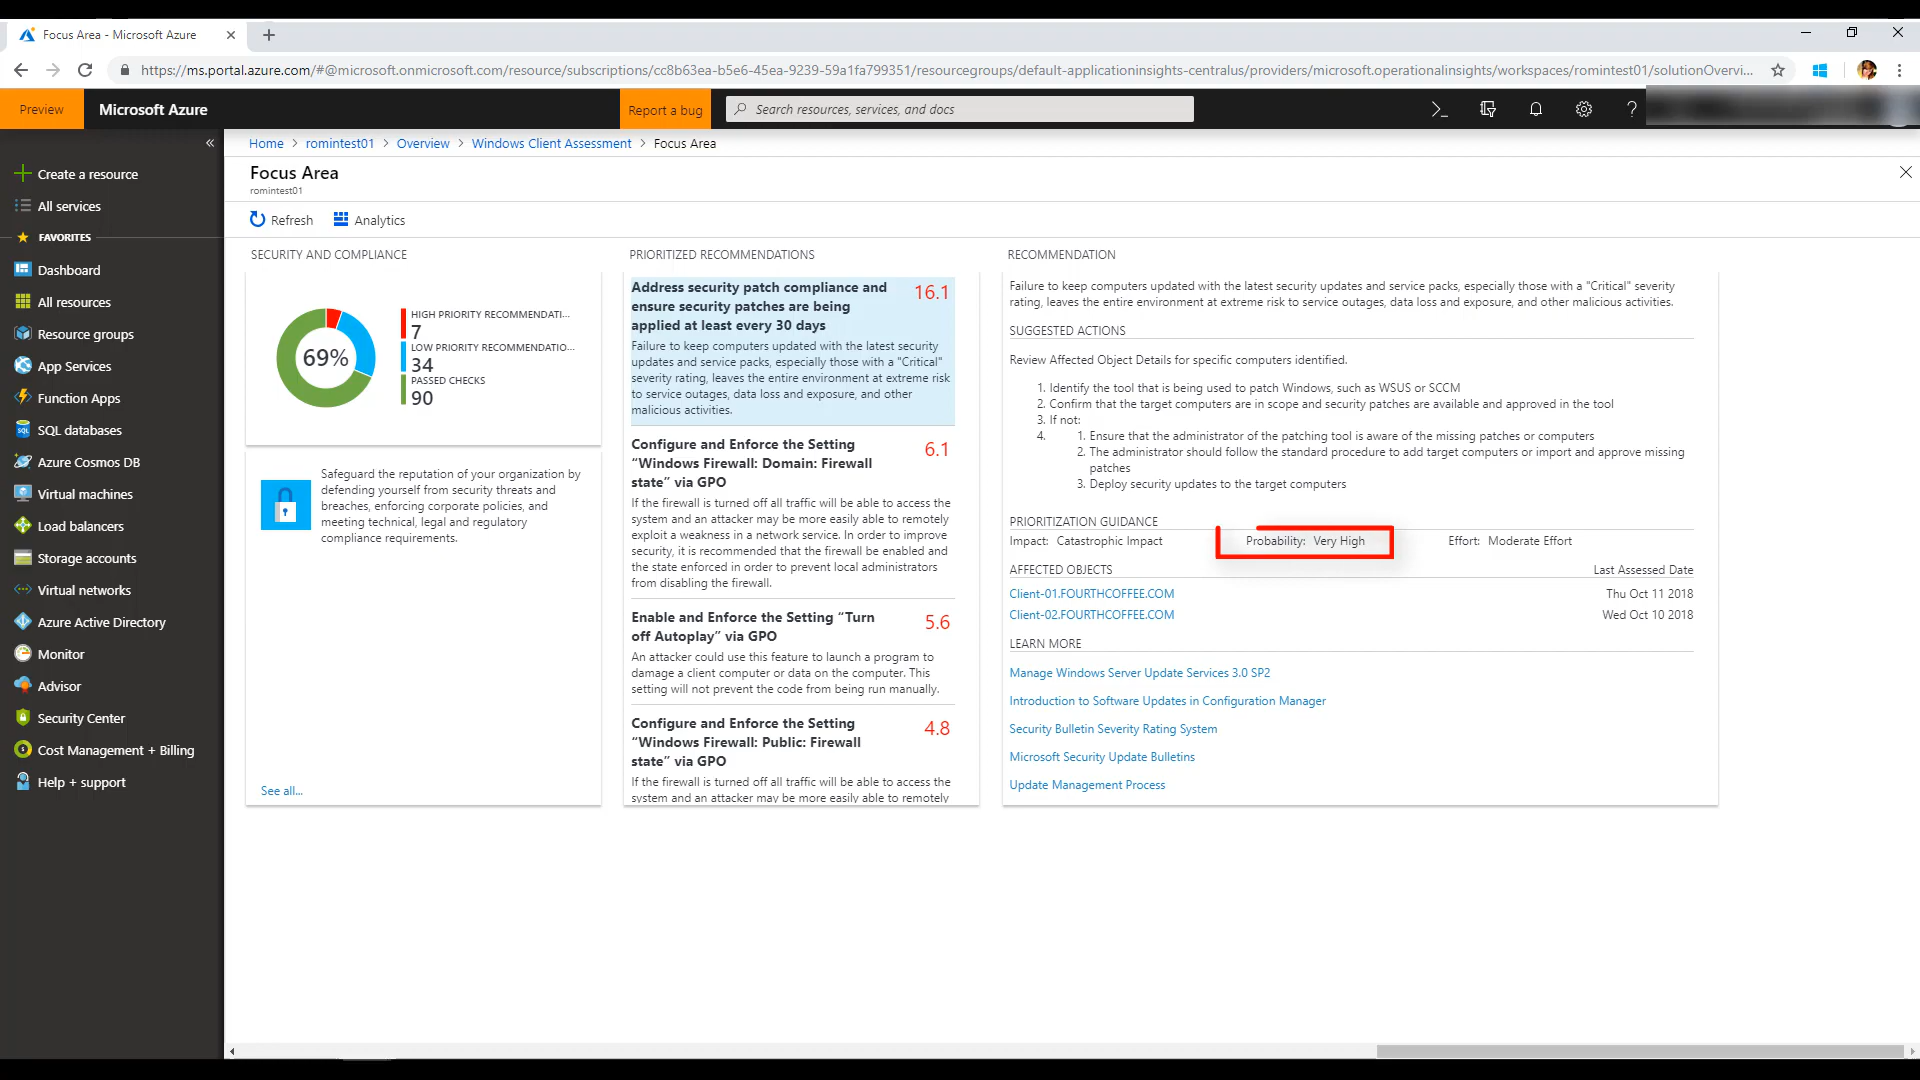 Focus Area - Microsoft Azure
https://ms.portal.azure.com/#@microsoft.onmicrosoft.com/resource/subscriptions/cc8b63ea-b5e6-45ea-9239-59a1fa799351/resourcegroups/default-applicationinsights-centralus/providers/microsoft.operationalinsights/workspaces/romintest01/solutionOvervi...
Preview
Microsoft Azure
Report a bug
Search resources, services, and docs
Create a resource
All services
FAVORITES
Dashboard
All resources
Resource groups
App Services
Function Apps
SQL databases
Azure Cosmos DB
Virtual machines
Load balancers
Storage accounts
Virtual networks
Azure Active Directory
Monitor
Advisor
Security Center
Cost Management + Billing
Help + support
Home > romintest01 > Overview > Windows Client Assessment > Focus Area
Focus Area
romintest01
Refresh Analytics
SECURITY AND COMPLIANCE
69%
HIGH PRIORITY RECOMMENDATI...
7
LOW PRIORITY RECOMMENDATIO...
34
PASSED CHECKS
90
Safeguard the reputation of your organization by
defending yourself from security threats and
breaches, enforcing corporate policies, and
meeting technical, legal and regulatory
compliance requirements.
See all...
PRIORITIZED RECOMMENDATIONS
Address security patch compliance and 16.1
ensure security patches are being
applied at least every 30 days
Failure to keep computers updated with the latest security
updates and service packs, especially those with a "Critical"
severity rating, leaves the entire environment at extreme risk
to service outages, data loss and exposure, and other
malicious activities.
Configure and Enforce the Setting 6.1
“Windows Firewall: Domain: Firewall
state” via GPO
If the firewall is turned off all traffic will be able to access the
system and an attacker may be more easily able to remotely
exploit a weakness in a network service. In order to improve
security, it is recommended that the firewall be enabled and
the state enforced in order to prevent local administrators
from disabling the firewall.
Enable and Enforce the Setting “Turn 5.6
off Autoplay” via GPO
An attacker could use this feature to launch a program to
damage a client computer or data on the computer. This
setting will not prevent the code from being run manually.
Configure and Enforce the Setting 4.8
“Windows Firewall: Public: Firewall
state” via GPO
If the firewall is turned off all traffic will be able to access the
system and an attacker may be more easily able to remotely
RECOMMENDATION
Failure to keep computers updated with the latest security updates and service packs, especially those with a "Critical" severity
rating, leaves the entire environment at extreme risk to service outages, data loss and exposure, and other malicious activities.
SUGGESTED ACTIONS
Review Affected Object Details for specific computers identified.
1. Identify the tool that is being used to patch Windows, such as WSUS or SCCM
2. Confirm that the target computers are in scope and security patches are available and approved in the tool
3. If not:
4. 1. Ensure that the administrator of the patching tool is aware of the missing patches or computers
2. The administrator should follow the standard procedure to add target computers or import and approve missing
patches
3. Deploy security updates to the target computers
PRIORITIZATION GUIDANCE
Impact: Catastrophic Impact Probability: Very High Effort: Moderate Effort
AFFECTED OBJECTS Last Assessed Date
Client-01.FOURTHCOFFEE.COM Thu Oct 11 2018
Client-02.FOURTHCOFFEE.COM Wed Oct 10 2018
LEARN MORE
Manage Windows Server Update Services 3.0 SP2
Introduction to Software Updates in Configuration Manager
Security Bulletin Severity Rating System
Microsoft Security Update Bulletins
Update Management Process